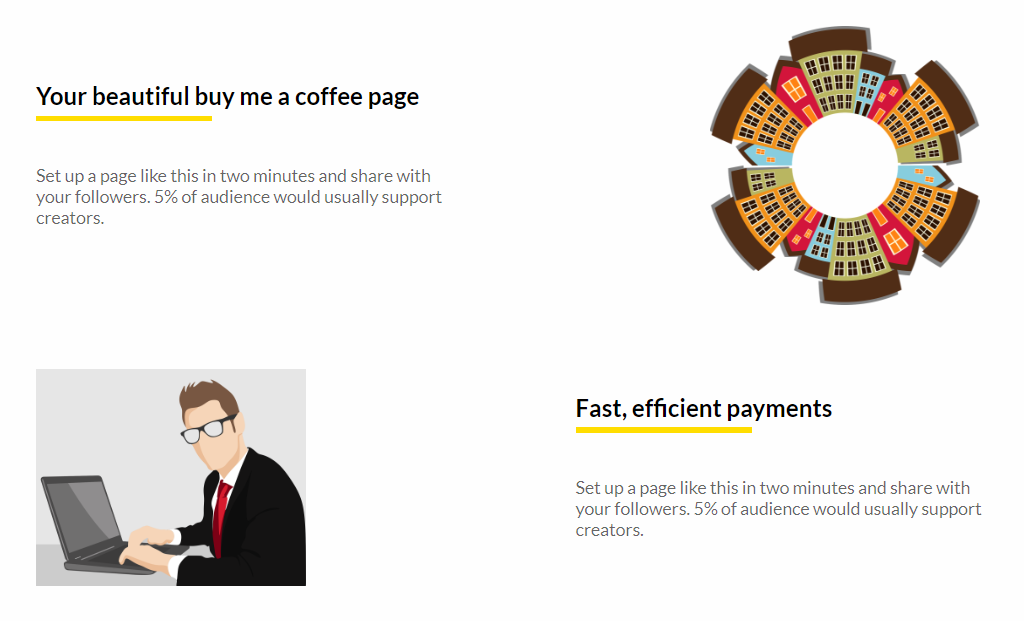 Your beautiful buy me a coffee page
Set up a page like this in two minutes and share with
your followers. 5% of audience would usually support
creators.
Fast, efficient payments
Set up a page like this in two minutes and share with
your followers. 5% of audience would usually support
creators.